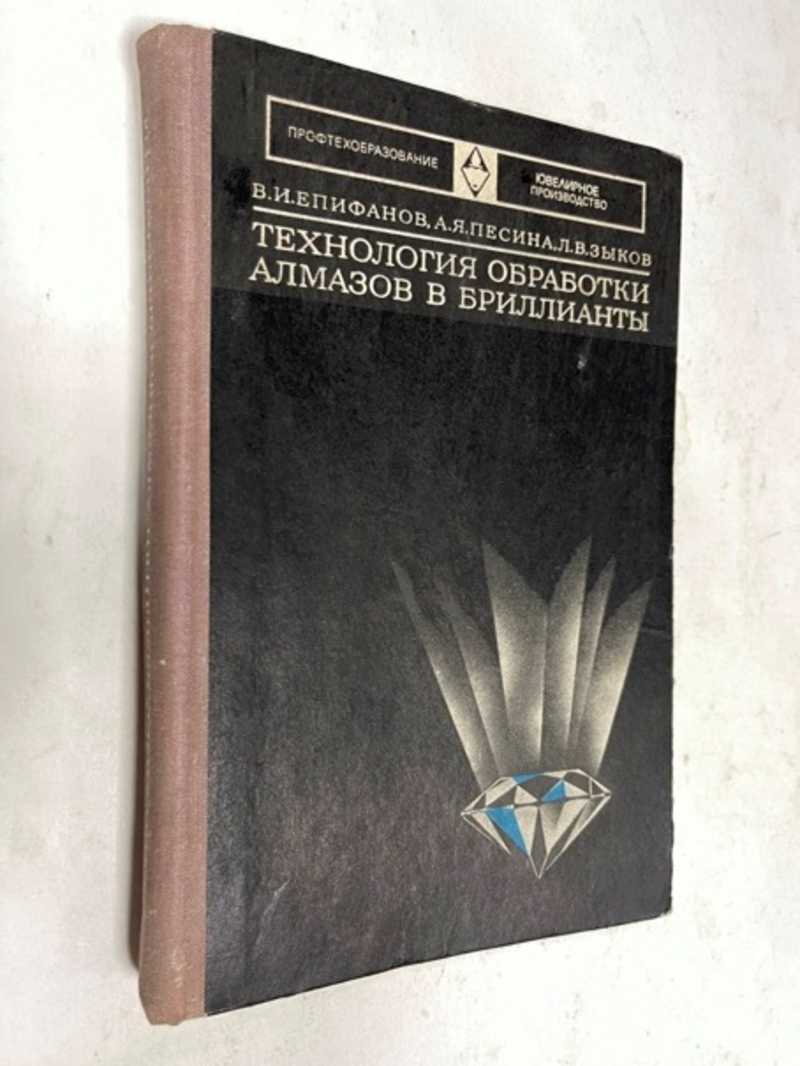 ПРОФТЕХОБРАЗОВАНИЕ
ЮВЕЛИРНОЕ
ПРОИЗВОДСТВО
В.И.ЕПИФАНОВ, А.Я.ПЕСИНА, Л.В.ЗЫКОВ
ТЕХНОЛОГИЯ ОБРАБОТКИ
АЛМАЗОВ В БРИЛЛИАНТЫ